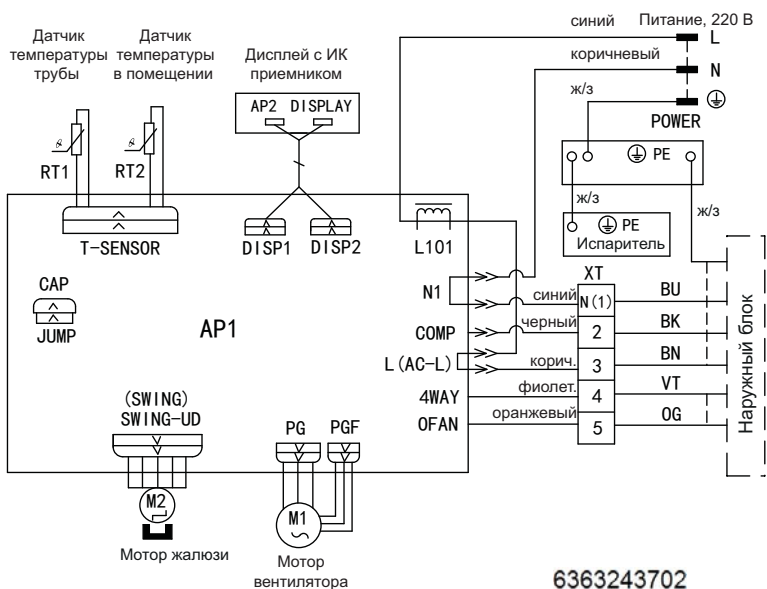 Датчик
температуры
трубы
Датчик
температуры
в помещении
Дисплей с ИК
приемником
синий
Питание, 220 В
L
коричневый
N
ж/з
POWER
AP2 DISPLAY
RT1
RT2
PE
ж/з
ж/з
PE
Испаритель
T-SENSOR
DISP1
DISP2
L101
XT
CAP
JUMP
AP1
N1
синий
N(1)
BU
COMP
черный
2
BK
L(AC-L)
корич.
3
BN
4WAY
фиолет.
4
VT
OFAN
оранжевый
5
OG
Наружный блок
(SWING)
SWING-UD
PG
PGF
M2
M1
Мотор жалюзи
Мотор
вентилятора
6363243702